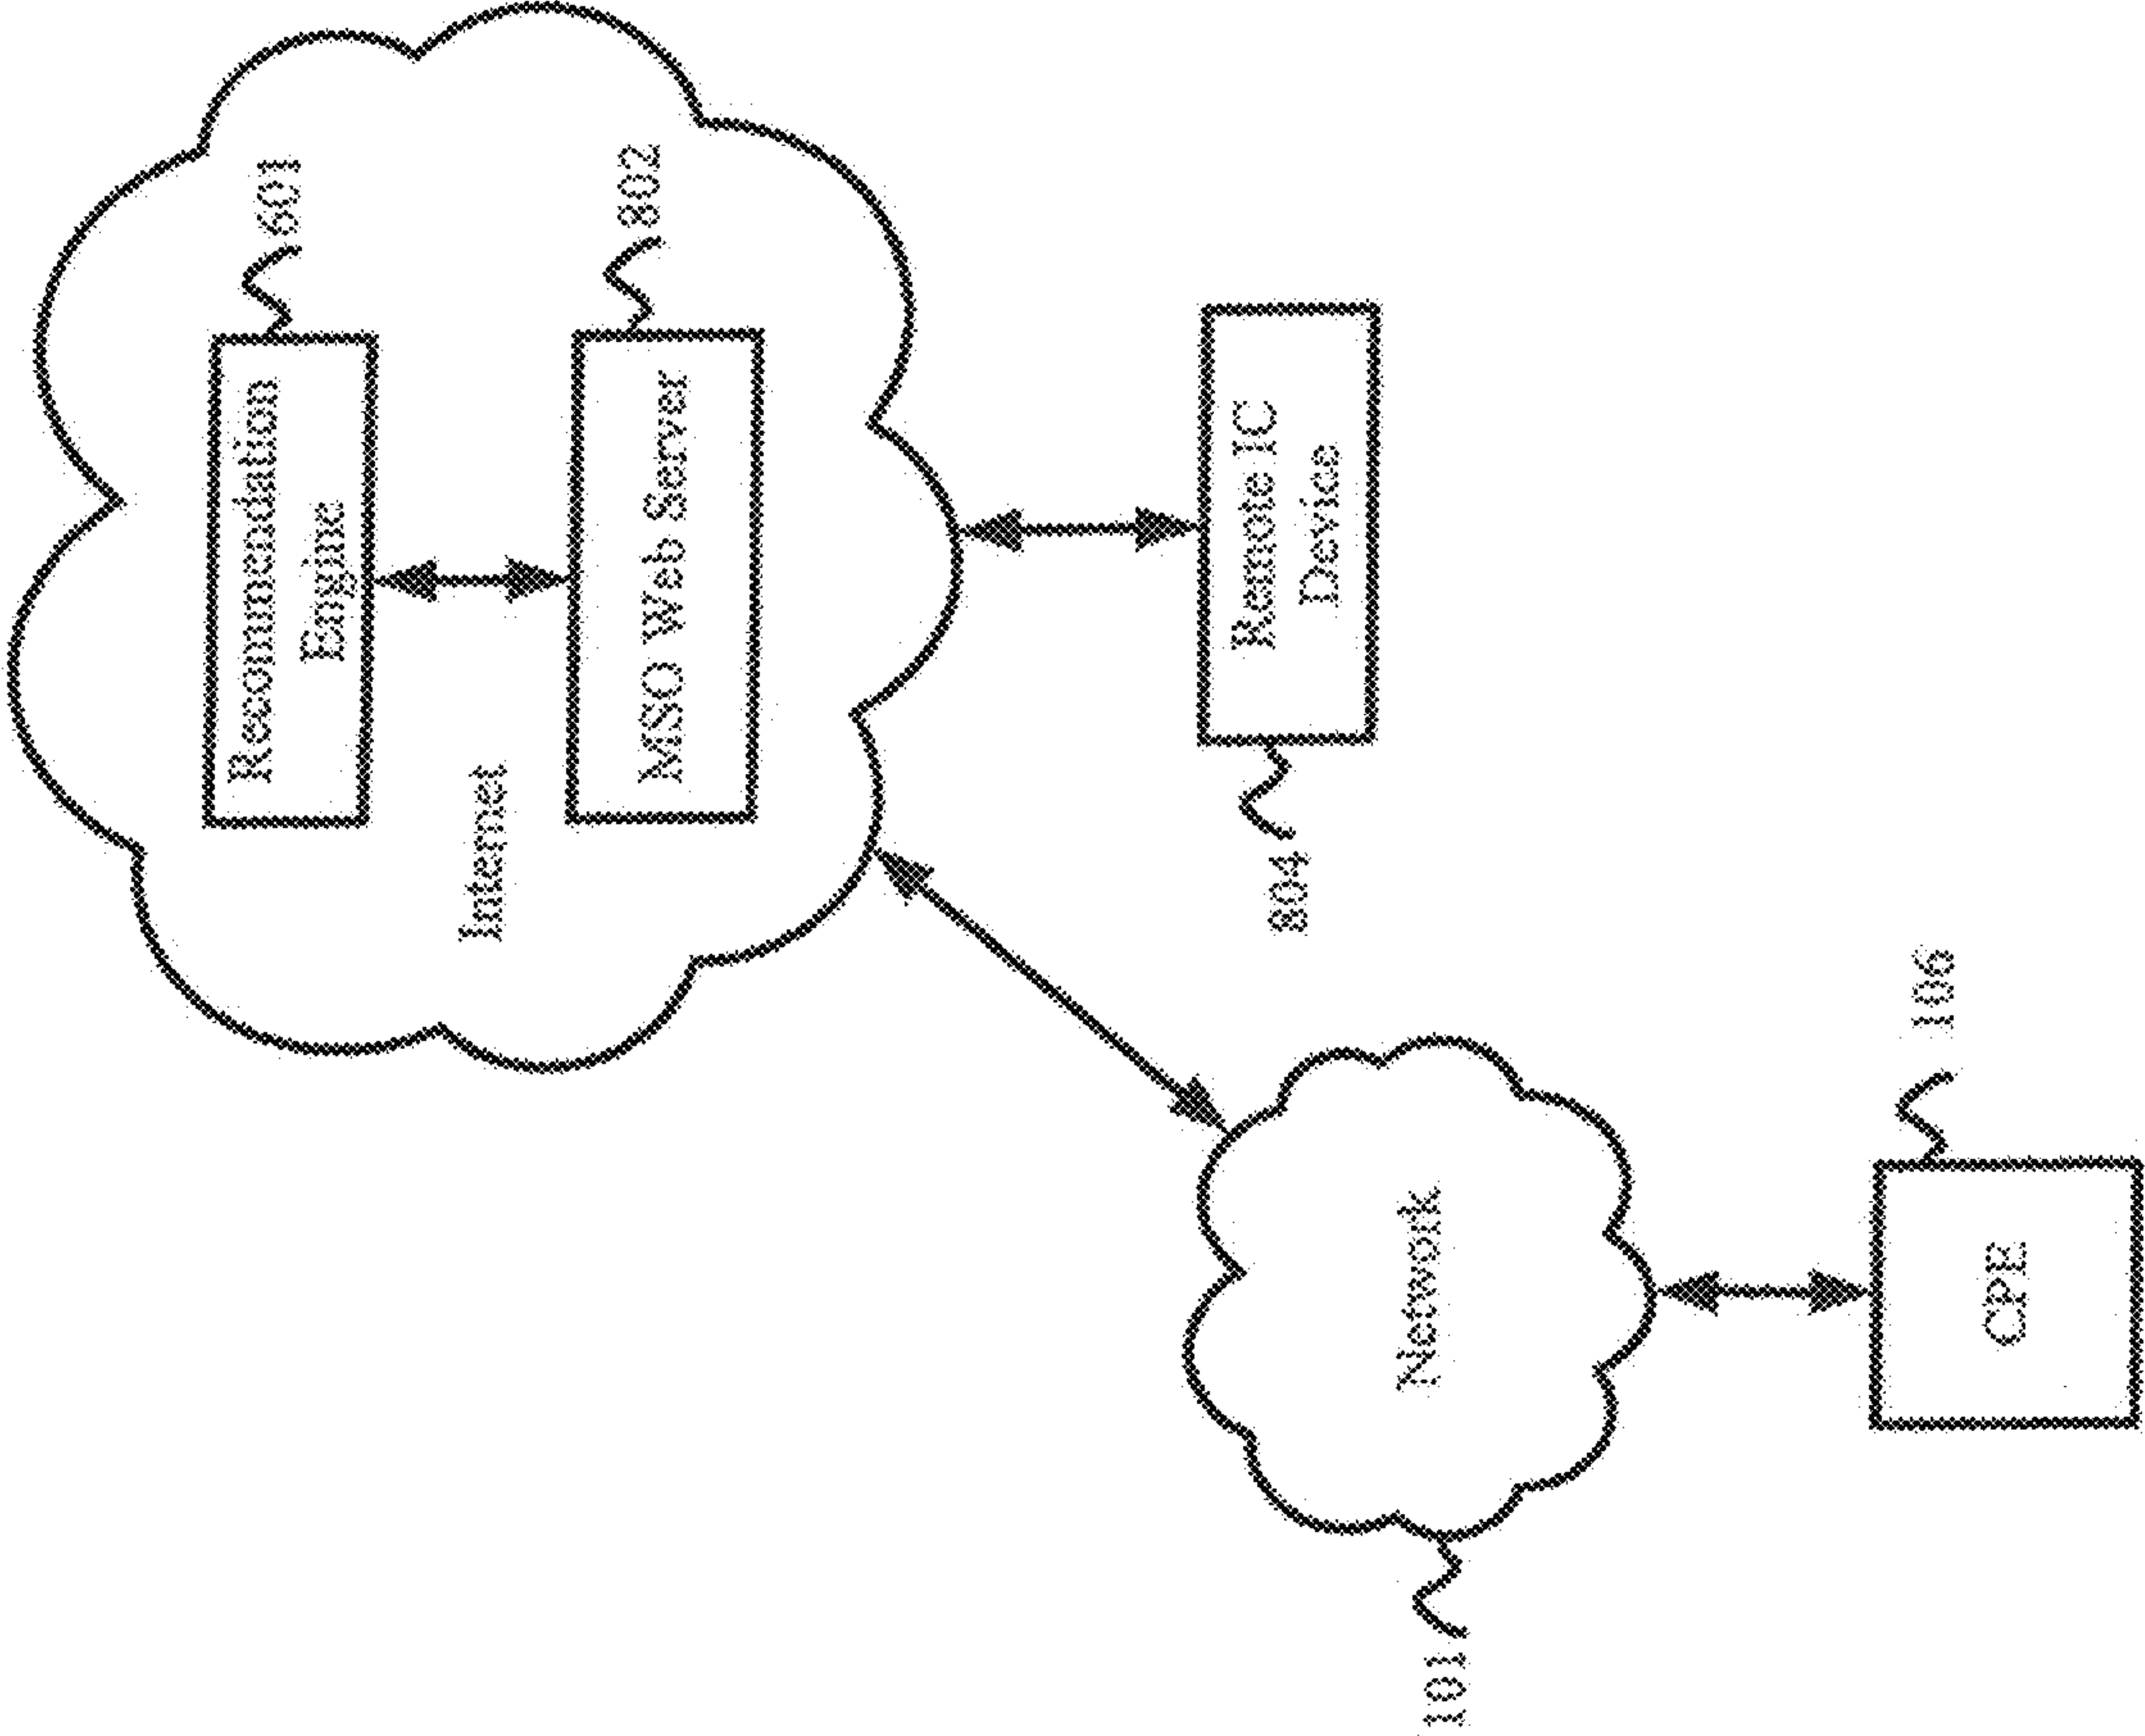 601
Recommendation
Engine
802
MSO Web Server
Internet
Remote IC
Device
804
Network
101
106
CPE